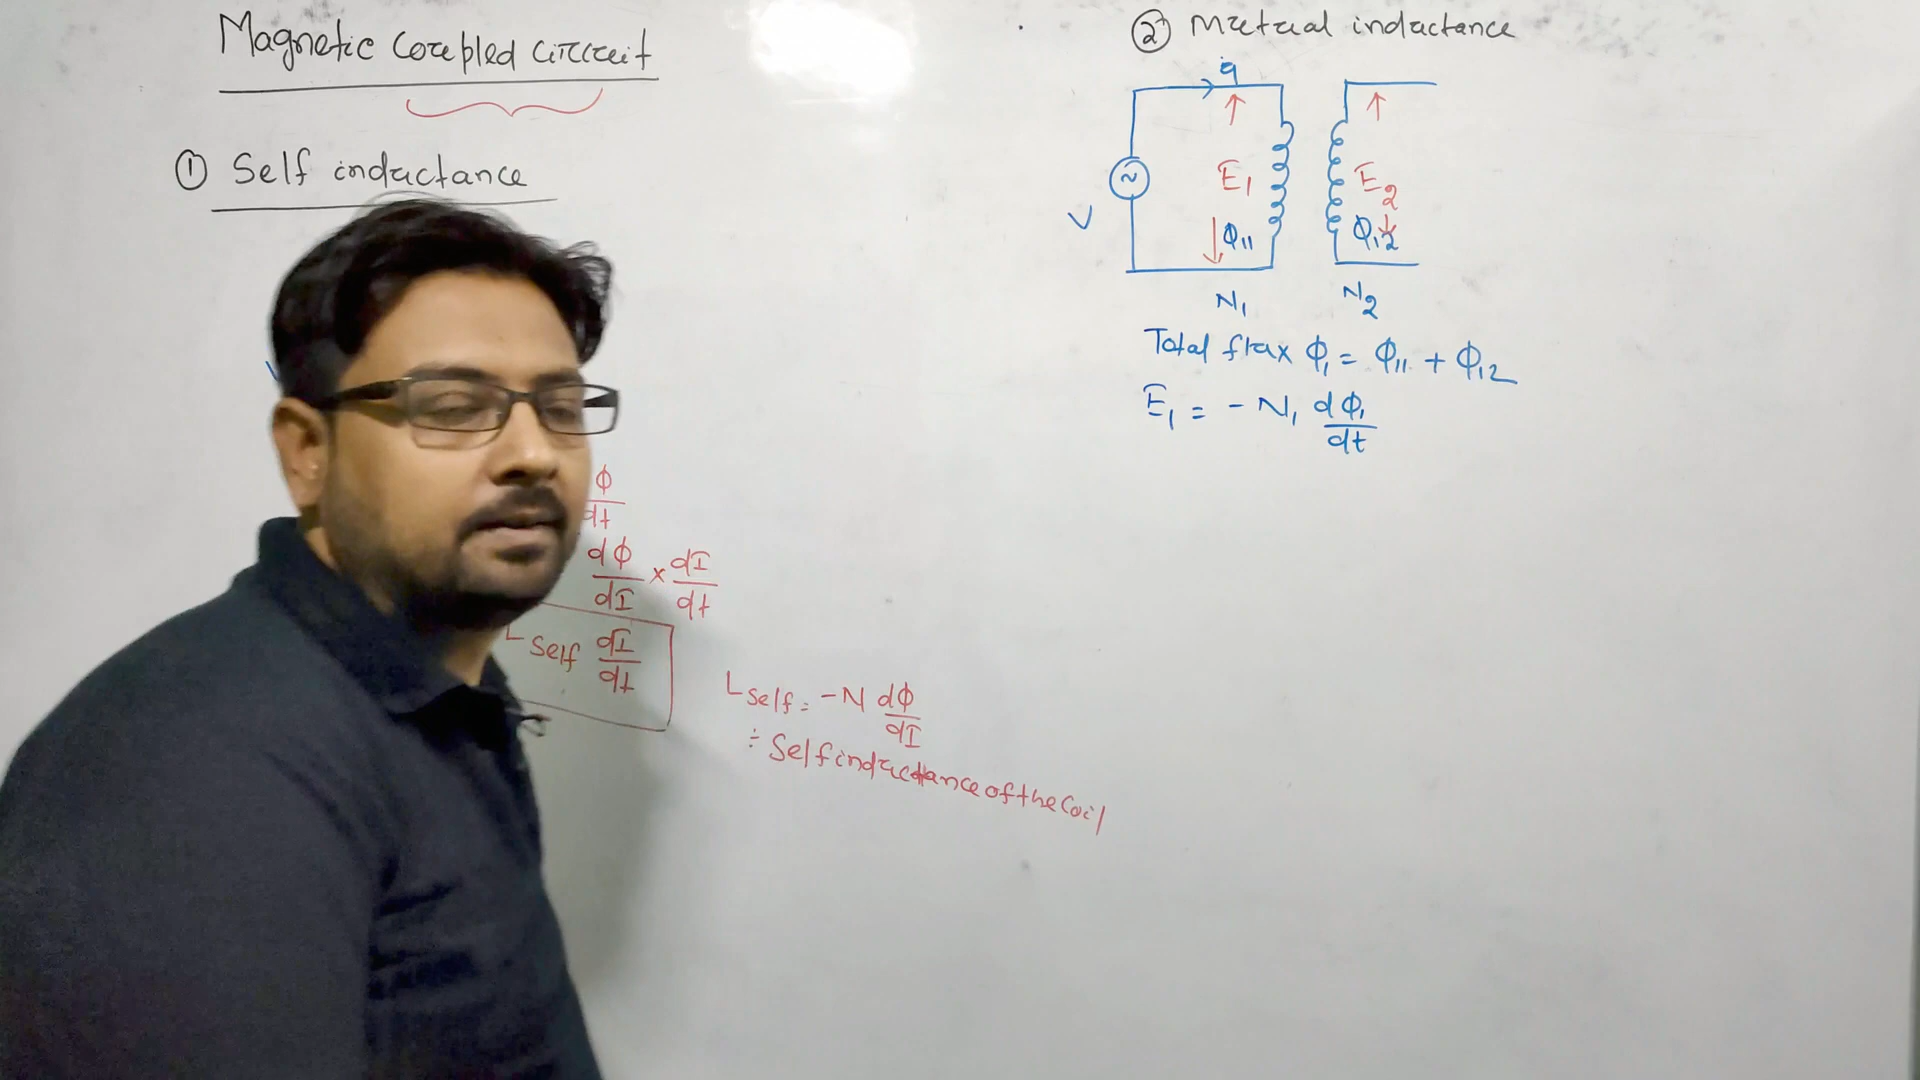 Magnetic Coupled circuit
① Self inductance
ϕ
dt
dϕ/dI × dI/dt
L Self dI/dt
L Self = -N dϕ/dI
= Self inductance of the Coil
② Mutual inductance
V
~
E1
ϕ11
E2
ϕ12
N1
N2
Total flux ϕ1 = ϕ11 + ϕ12
E1 = - N1 dϕ1/dt